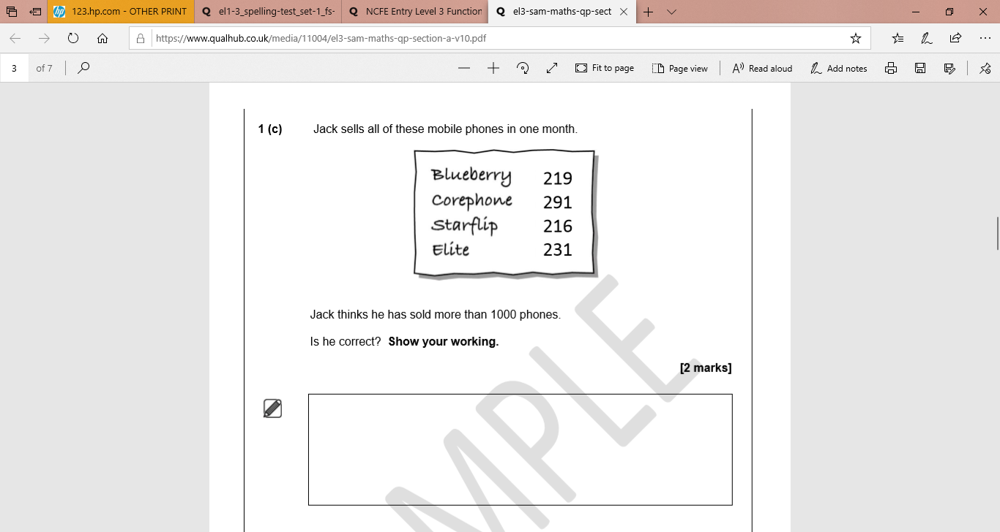 123.hp.com - OTHER PRINT
el1-3_spelling-test_set-1_fs-
NCFE Entry Level 3 Function
el3-sam-maths-qp-sect
https://www.qualhub.co.uk/media/11004/el3-sam-maths-qp-section-a-v10.pdf
3 of 7
Fit to page
Page view
Read aloud
Add notes
1 (c) Jack sells all of these mobile phones in one month.
Blueberry 219
Corephone 291
Starflip 216
Elite 231
Jack thinks he has sold more than 1000 phones.
Is he correct? Show your working.
[2 marks]
MPLE